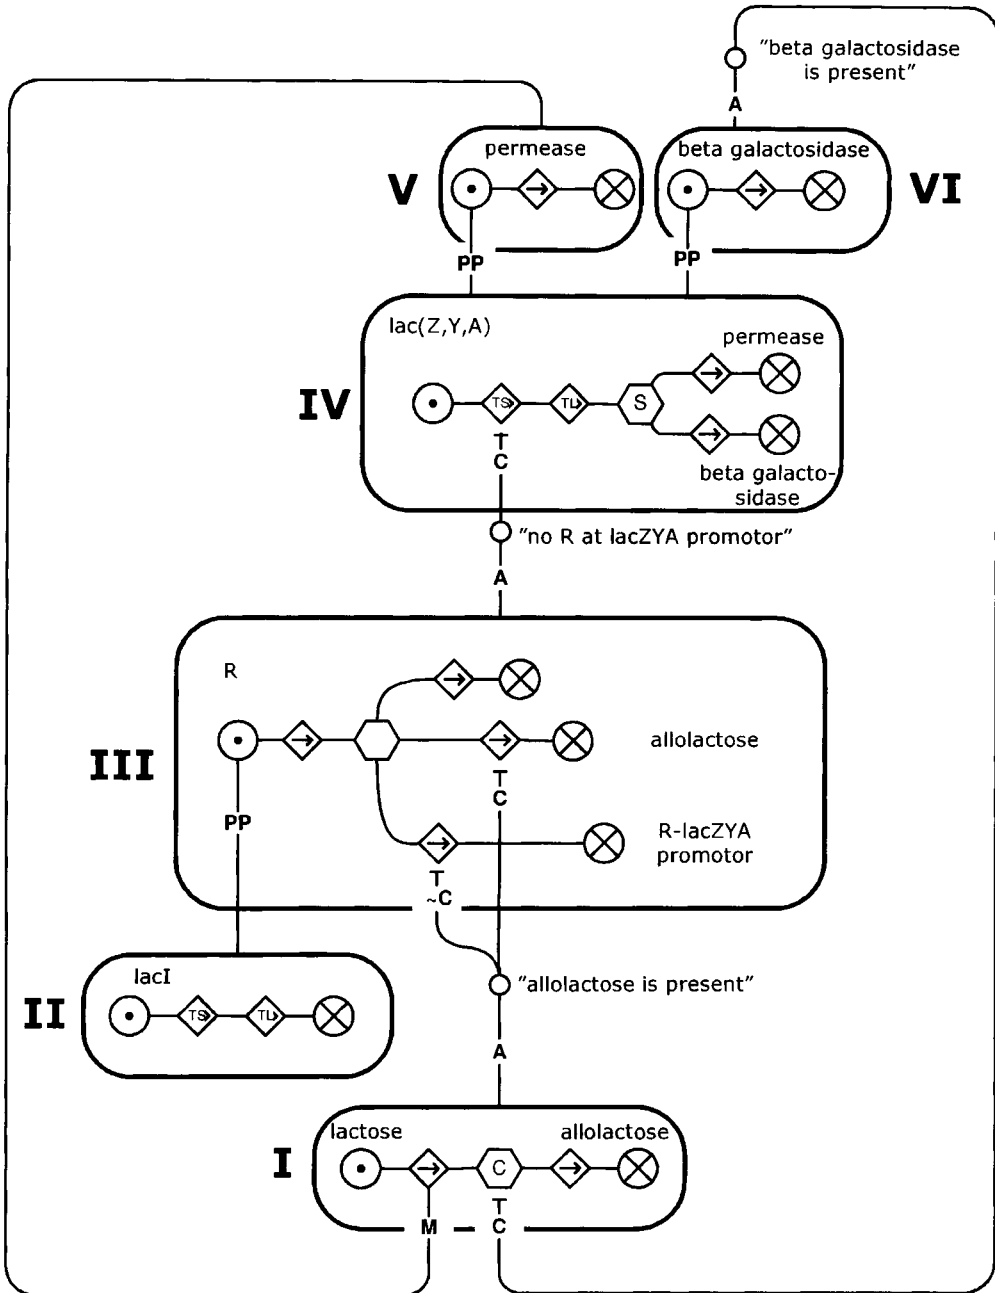 "beta galactosidase
is present"
A
V
permease
PP
beta galactosidase
VI
PP
lac(Z,Y,A)
IV
TS
TL
S
permease
beta galacto-
sidase
T
C
"no R at lacZYA promotor"
A
III
R
allolactose
T
C
PP
R-lacZYA
promotor
T
~C
II
lacI
TS
TL
"allolactose is present"
A
I
lactose
allolactose
C
M
T
C